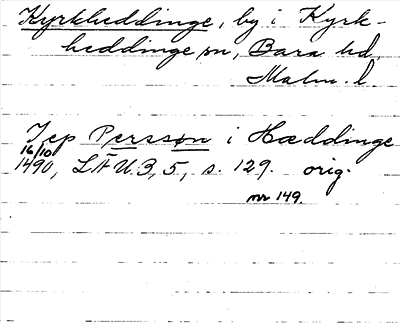 Kyrkheddinge, by i Kyrk-
heddinge sn, Bara hd,
Malm. l
Jep Persson i Hæddinge
16/10
1490, LÄU.3,5, s. 129. orig.
nr 149.